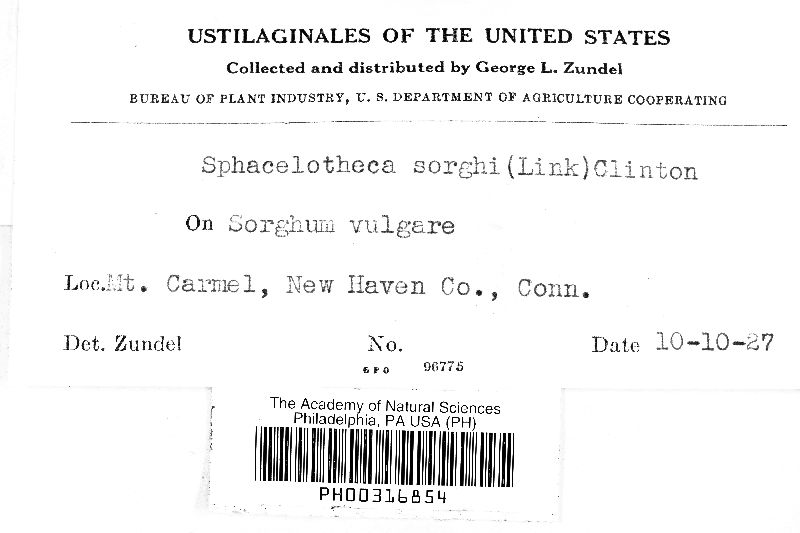 USTILAGINALES OF THE UNITED STATES
Collected and distributed by George L. Zundel
BUREAU OF PLANT INDUSTRY, U. S. DEPARTMENT OF AGRICULTURE COOPERATING
Sphacelotheca sorghi(Link)Clinton
On Sorghum vulgare
Loc.Mt. Carmel, New Haven Co., Conn.
Det. Zundel No. Date 10-10-27
GPO 96775
The Academy of Natural Sciences
Philadelphia, PA USA (PH)
PH00316854